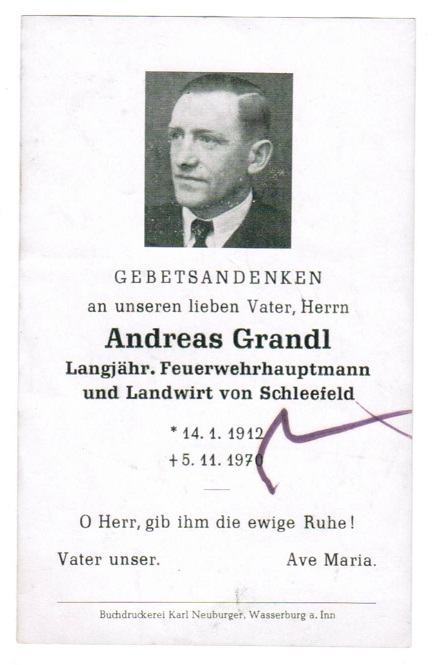 GEBETSANDENKEN
an unseren lieben Vater, Herrn
Andreas Grandl
Langjähr. Feuerwehrhauptmann
und Landwirt von Schleefeld
* 14. 1. 1912
+ 5. 11. 1970
O Herr, gib ihm die ewige Ruhe!
Vater unser. Ave Maria.
Buchdruckerei Karl Neuburger, Wasserburg a. Inn